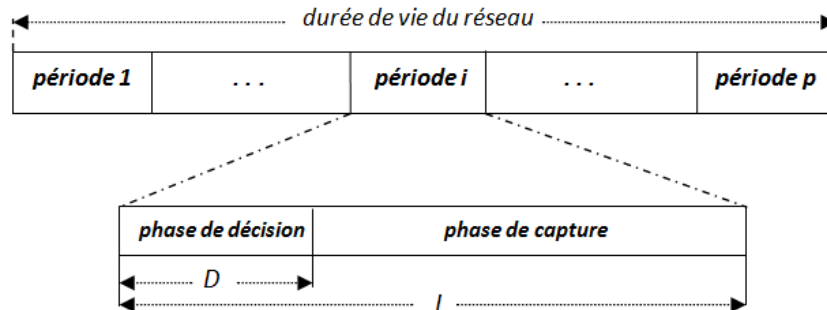 durée de vie du réseau
période 1 . . . période i . . . période p
phase de décision phase de capture
D